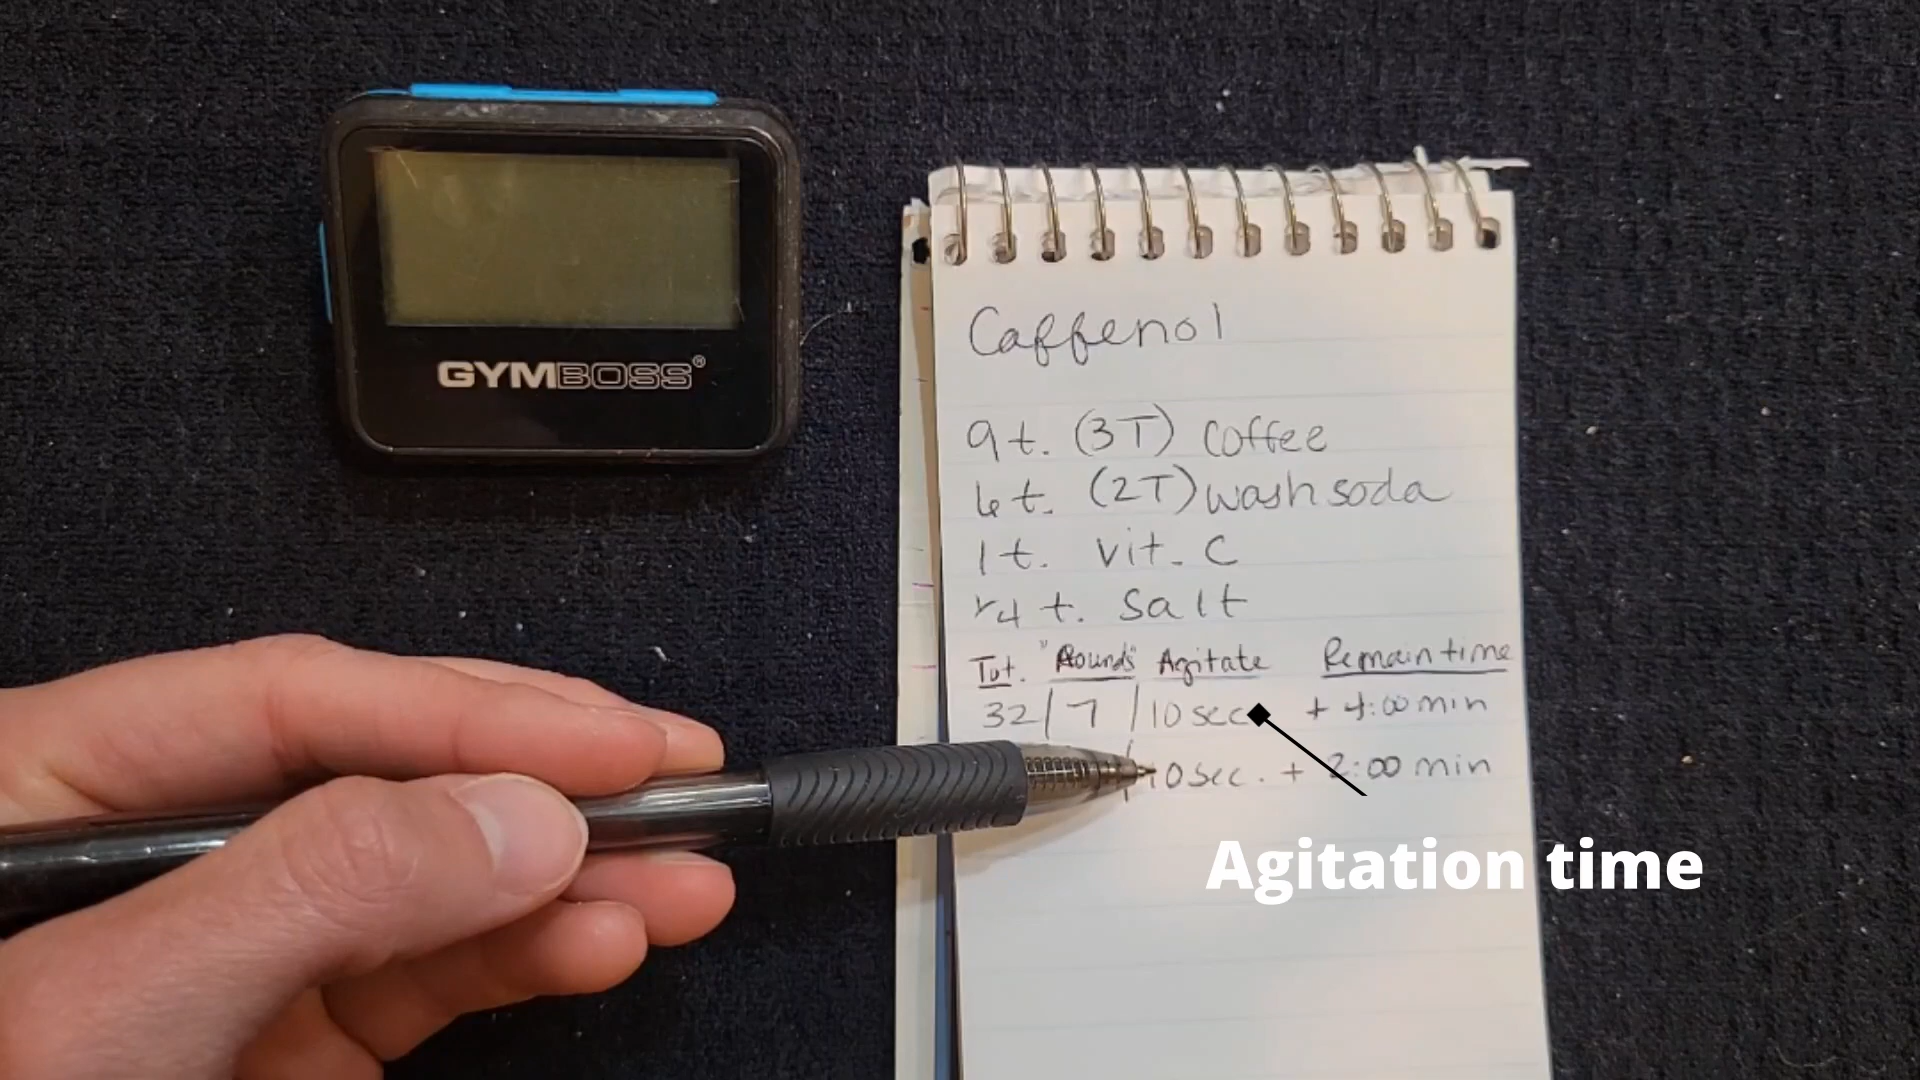 GYMBOSS®
Caffenol
9t. (3T) coffee
6t. (2T) wash soda
1t. vit. C
1/4 t. salt
Tot. "Rounds" Agitate Remain time
32/7/10 sec + 4:00 min
10 sec. + 2:00 min
Agitation time